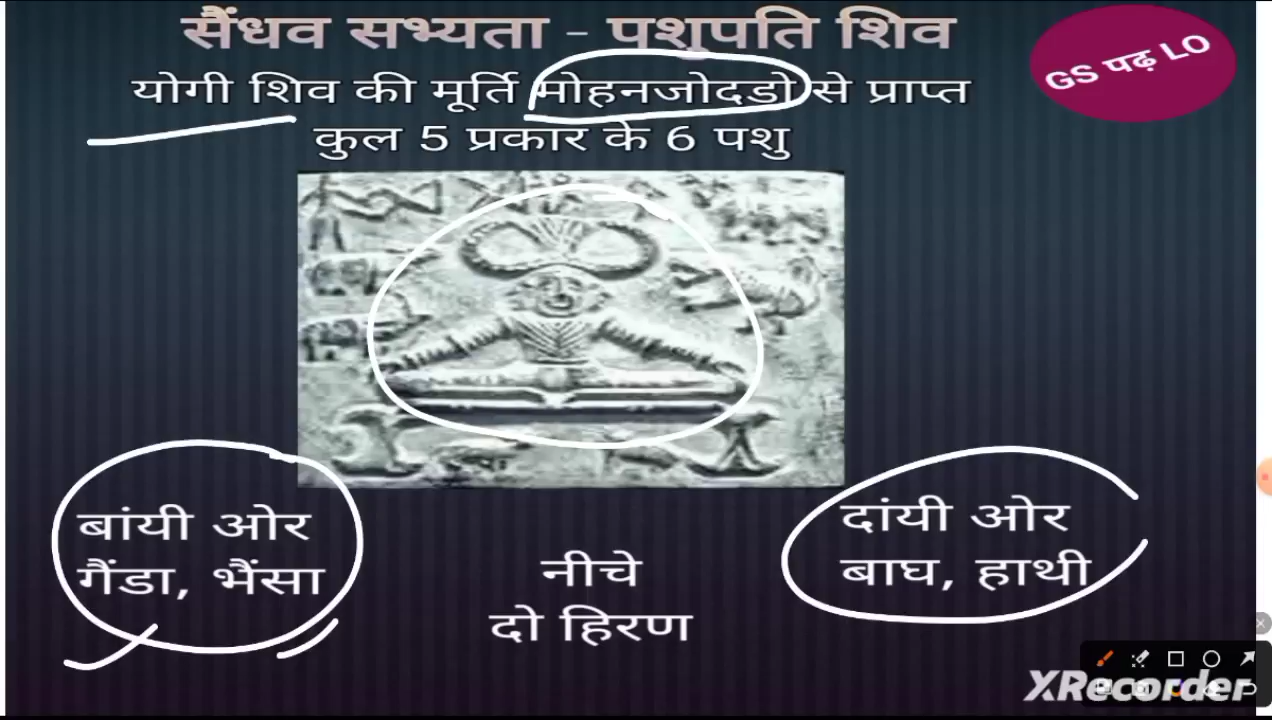 सैंधव सभ्यता - पशुपति शिव
GS पढ़ LO
योगी शिव की मूर्ति मोहनजोदडो से प्राप्त
कुल 5 प्रकार के 6 पशु
बांयी ओर
गैंडा, भैंसा
नीचे
दो हिरण
दांयी ओर
बाघ, हाथी
XRecorder